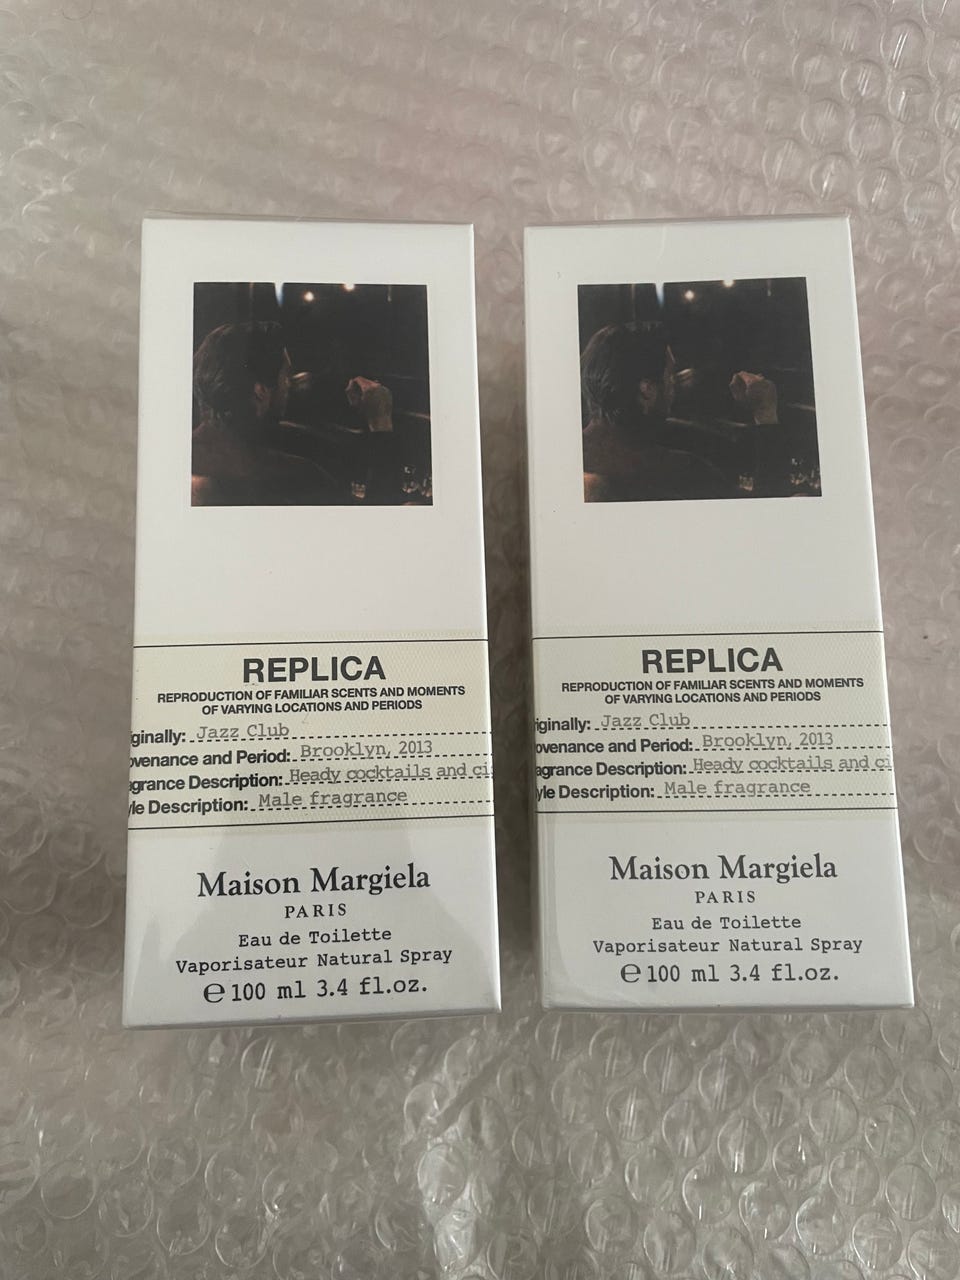 REPLICA
REPRODUCTION OF FAMILIAR SCENTS AND MOMENTS
OF VARYING LOCATIONS AND PERIODS
ginally: Jazz Club
ovenance and Period: Brooklyn, 2013
agrance Description: Heady cocktails and ci
yle Description: Male fragrance
Maison Margiela
PARIS
Eau de Toilette
Vaporisateur Natural Spray
℮ 100 ml 3.4 fl.oz.
REPLICA
REPRODUCTION OF FAMILIAR SCENTS AND MOMENTS
OF VARYING LOCATIONS AND PERIODS
iginally: Jazz Club
ovenance and Period: Brooklyn, 2013
agrance Description: Heady cocktails and ci
yle Description: Male fragrance
Maison Margiela
PARIS
Eau de Toilette
Vaporisateur Natural Spray
℮ 100 ml 3.4 fl.oz.